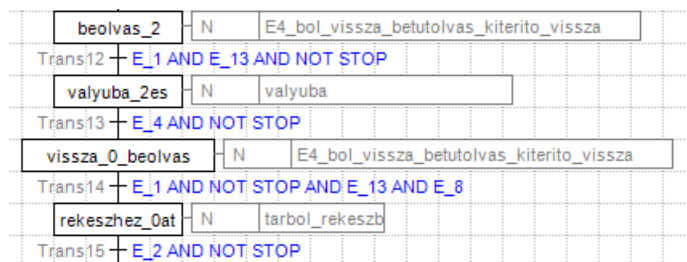 beolvas_2 N E4_bol_vissza_betutolvas_kiterito_vissza
Trans12 E_1 AND E_13 AND NOT STOP
valyuba_2es N valyuba
Trans13 E_4 AND NOT STOP
vissza_0_beolvas N E4_bol_vissza_betutolvas_kiterito_vissza
Trans14 E_1 AND NOT STOP AND E_13 AND E_8
rekeszhez_0at N tarbol_rekeszb
Trans15 E_2 AND NOT STOP